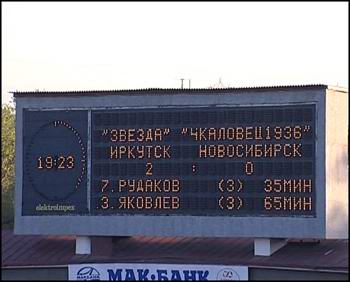 19:23
elektroimpex
"ЗВЕЗДА" "ЧКАЛОВЕЦ1936"
ИРКУТСК НОВОСИБИРСК
2 : 0
7. РУДАКОВ (3) 35МИН
3. ЯКОВЛЕВ (3) 65МИН
МАК-БАНК